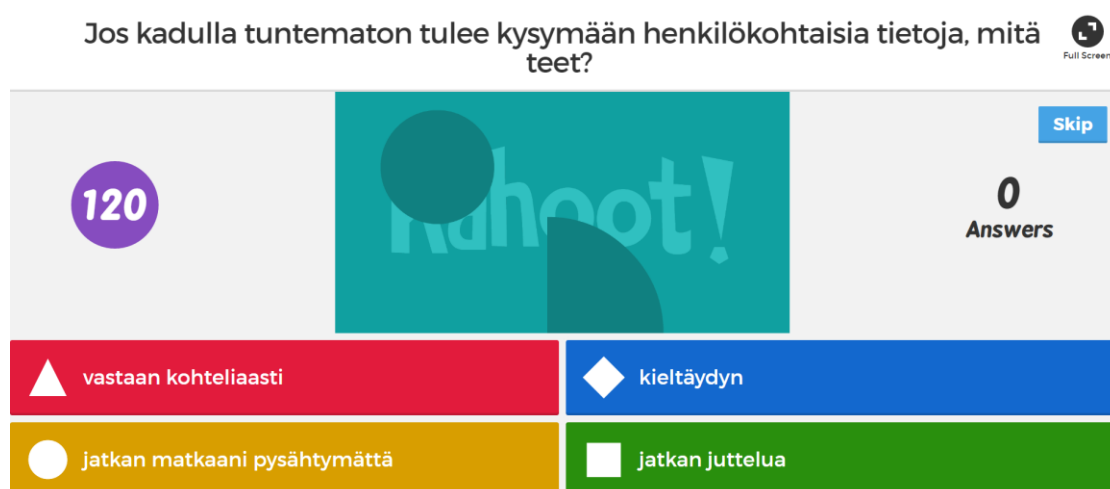 Jos kadulla tuntematon tulee kysymään henkilökohtaisia tietoja, mitä
teet?
Full Screen
Skip
120
Kahoot!
0
Answers
vastaan kohteliaasti
kieltäydyn
jatkan matkaani pysähtymättä
jatkan juttelua